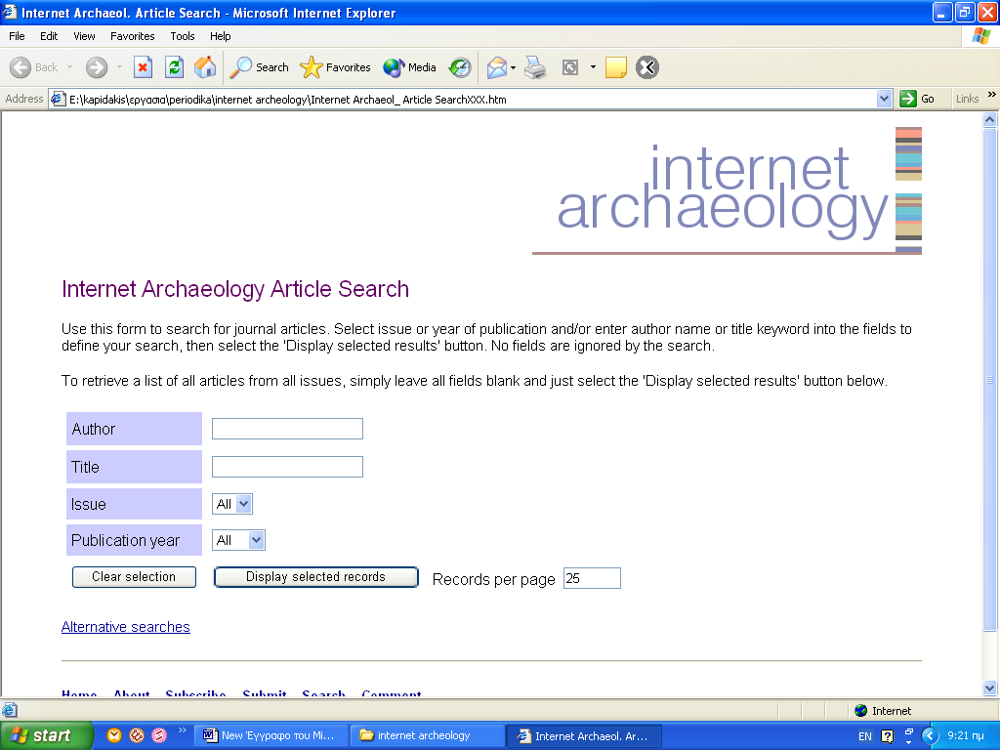 Internet Archaeol. Article Search - Microsoft Internet Explorer
File Edit View Favorites Tools Help
Back Search Favorites Media
Address E:\kapidakis\εργασια\periodika\internet archeology\Internet Archaeol_ Article SearchXXX.htm Go Links »
internet
archaeology
Internet Archaeology Article Search
Use this form to search for journal articles. Select issue or year of publication and/or enter author name or title keyword into the fields to
define your search, then select the 'Display selected results' button. No fields are ignored by the search.
To retrieve a list of all articles from all issues, simply leave all fields blank and just select the 'Display selected results' button below.
Author
Title
Issue All
Publication year All
Clear selection Display selected records Records per page 25
Alternative searches
Home About Subscribe Submit Search Comment
Internet
start » New Έγγραφο του Mi... internet archeology Internet Archaeol. Ar... EN 9:21 πμ